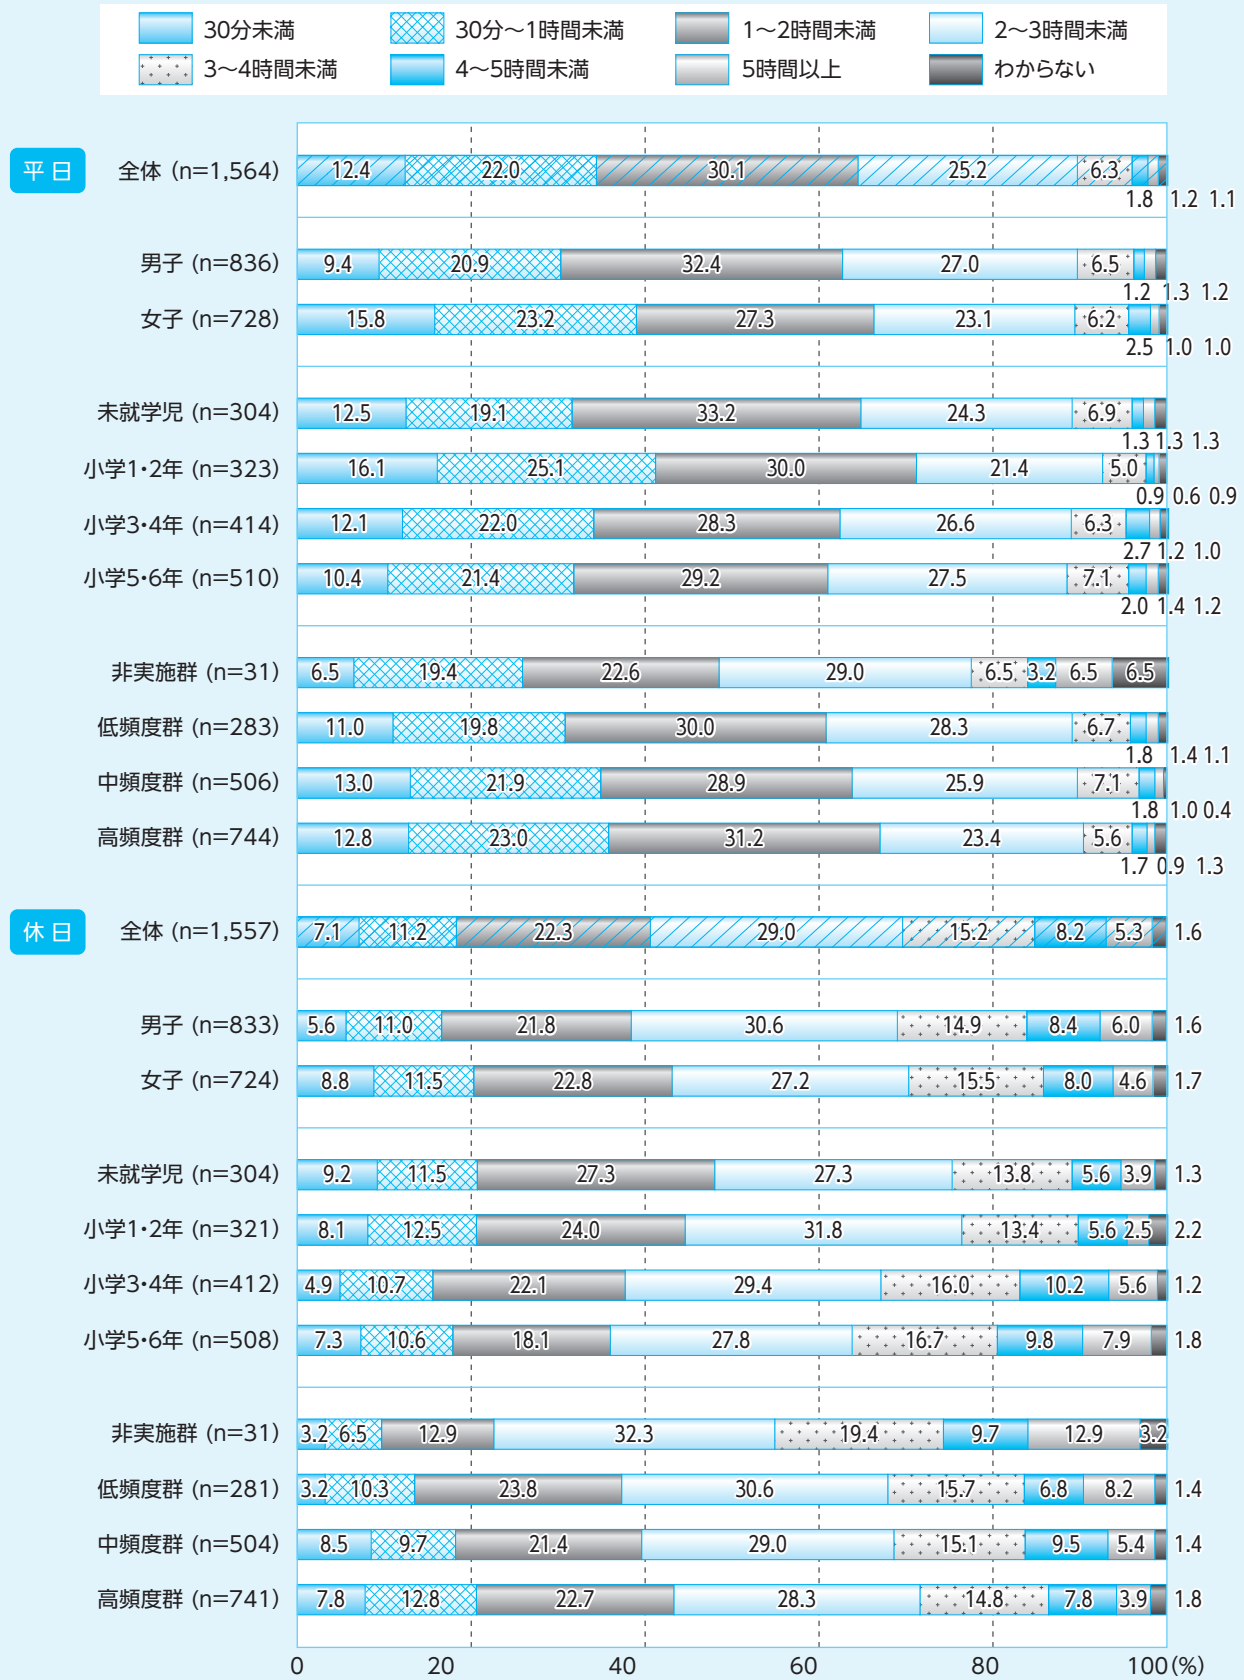 30分未満 30分～1時間未満 1～2時間未満 2～3時間未満
3～4時間未満 4～5時間未満 5時間以上 わからない
平日 全体 (n=1,564) 12.4 22.0 30.1 25.2 6.3
1.8 1.2 1.1
男子 (n=836) 9.4 20.9 32.4 27.0 6.5
1.2 1.3 1.2
女子 (n=728) 15.8 23.2 27.3 23.1 6.2
2.5 1.0 1.0
未就学児 (n=304) 12.5 19.1 33.2 24.3 6.9
1.3 1.3 1.3
小学1・2年 (n=323) 16.1 25.1 30.0 21.4 5.0
0.9 0.6 0.9
小学3・4年 (n=414) 12.1 22.0 28.3 26.6 6.3
2.7 1.2 1.0
小学5・6年 (n=510) 10.4 21.4 29.2 27.5 7.1
2.0 1.4 1.2
非実施群 (n=31) 6.5 19.4 22.6 29.0 6.5 3.2 6.5 6.5
低頻度群 (n=283) 11.0 19.8 30.0 28.3 6.7
1.8 1.4 1.1
中頻度群 (n=506) 13.0 21.9 28.9 25.9 7.1
1.8 1.0 0.4
高頻度群 (n=744) 12.8 23.0 31.2 23.4 5.6
1.7 0.9 1.3
休日 全体 (n=1,557) 7.1 11.2 22.3 29.0 15.2 8.2 5.3 1.6
男子 (n=833) 5.6 11.0 21.8 30.6 14.9 8.4 6.0 1.6
女子 (n=724) 8.8 11.5 22.8 27.2 15.5 8.0 4.6 1.7
未就学児 (n=304) 9.2 11.5 27.3 27.3 13.8 5.6 3.9 1.3
小学1・2年 (n=321) 8.1 12.5 24.0 31.8 13.4 5.6 2.5 2.2
小学3・4年 (n=412) 4.9 10.7 22.1 29.4 16.0 10.2 5.6 1.2
小学5・6年 (n=508) 7.3 10.6 18.1 27.8 16.7 9.8 7.9 1.8
非実施群 (n=31) 3.2 6.5 12.9 32.3 19.4 9.7 12.9 3.2
低頻度群 (n=281) 3.2 10.3 23.8 30.6 15.7 6.8 8.2 1.4
中頻度群 (n=504) 8.5 9.7 21.4 29.0 15.1 9.5 5.4 1.4
高頻度群 (n=741) 7.8 12.8 22.7 28.3 14.8 7.8 3.9 1.8
0 20 40 60 80 100(%)